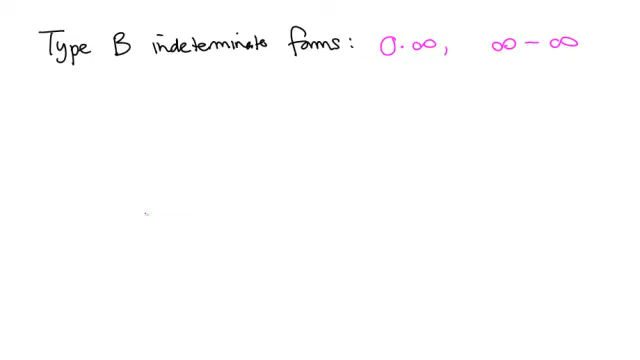 Type B indeterminate forms: 0·∞, ∞ − ∞